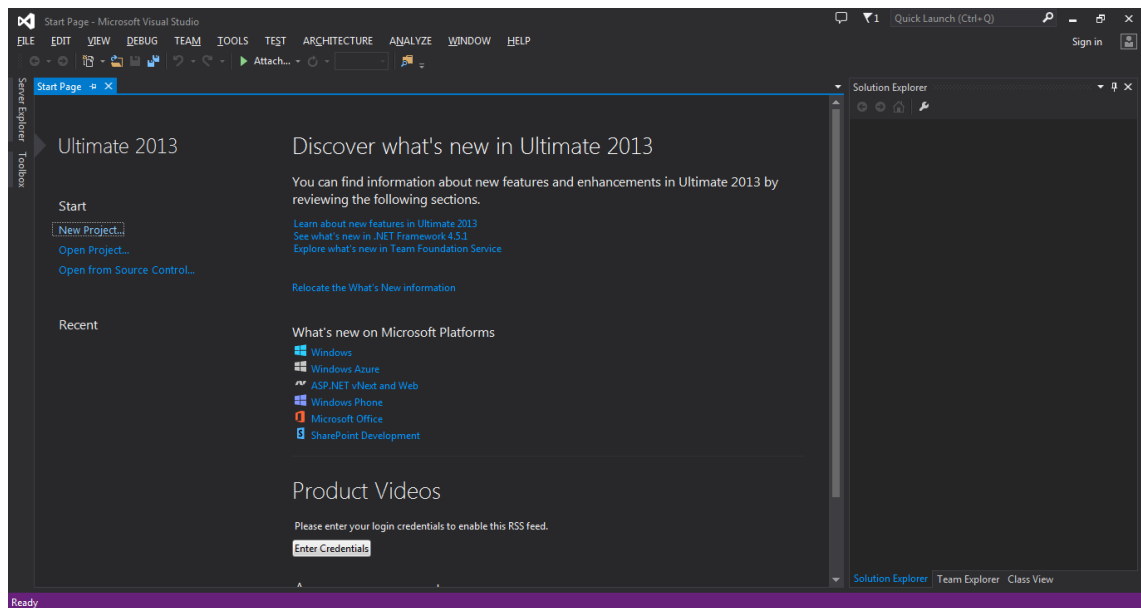 Start Page - Microsoft Visual Studio
1
Quick Launch (Ctrl+Q)
FILE EDIT VIEW DEBUG TEAM TOOLS TEST ARCHITECTURE ANALYZE WINDOW HELP
Sign in
Attach...
Server Explorer
Toolbox
Start Page
Ultimate 2013
Start
New Project...
Open Project...
Open from Source Control...
Recent
Discover what's new in Ultimate 2013
You can find information about new features and enhancements in Ultimate 2013 by
reviewing the following sections.
Learn about new features in Ultimate 2013
See what's new in .NET Framework 4.5.1
Explore what's new in Team Foundation Service
Relocate the What's New information
What's new on Microsoft Platforms
Windows
Windows Azure
ASP.NET vNext and Web
Windows Phone
Microsoft Office
SharePoint Development
Product Videos
Please enter your login credentials to enable this RSS feed.
Enter Credentials
Solution Explorer
Solution Explorer Team Explorer Class View
Ready